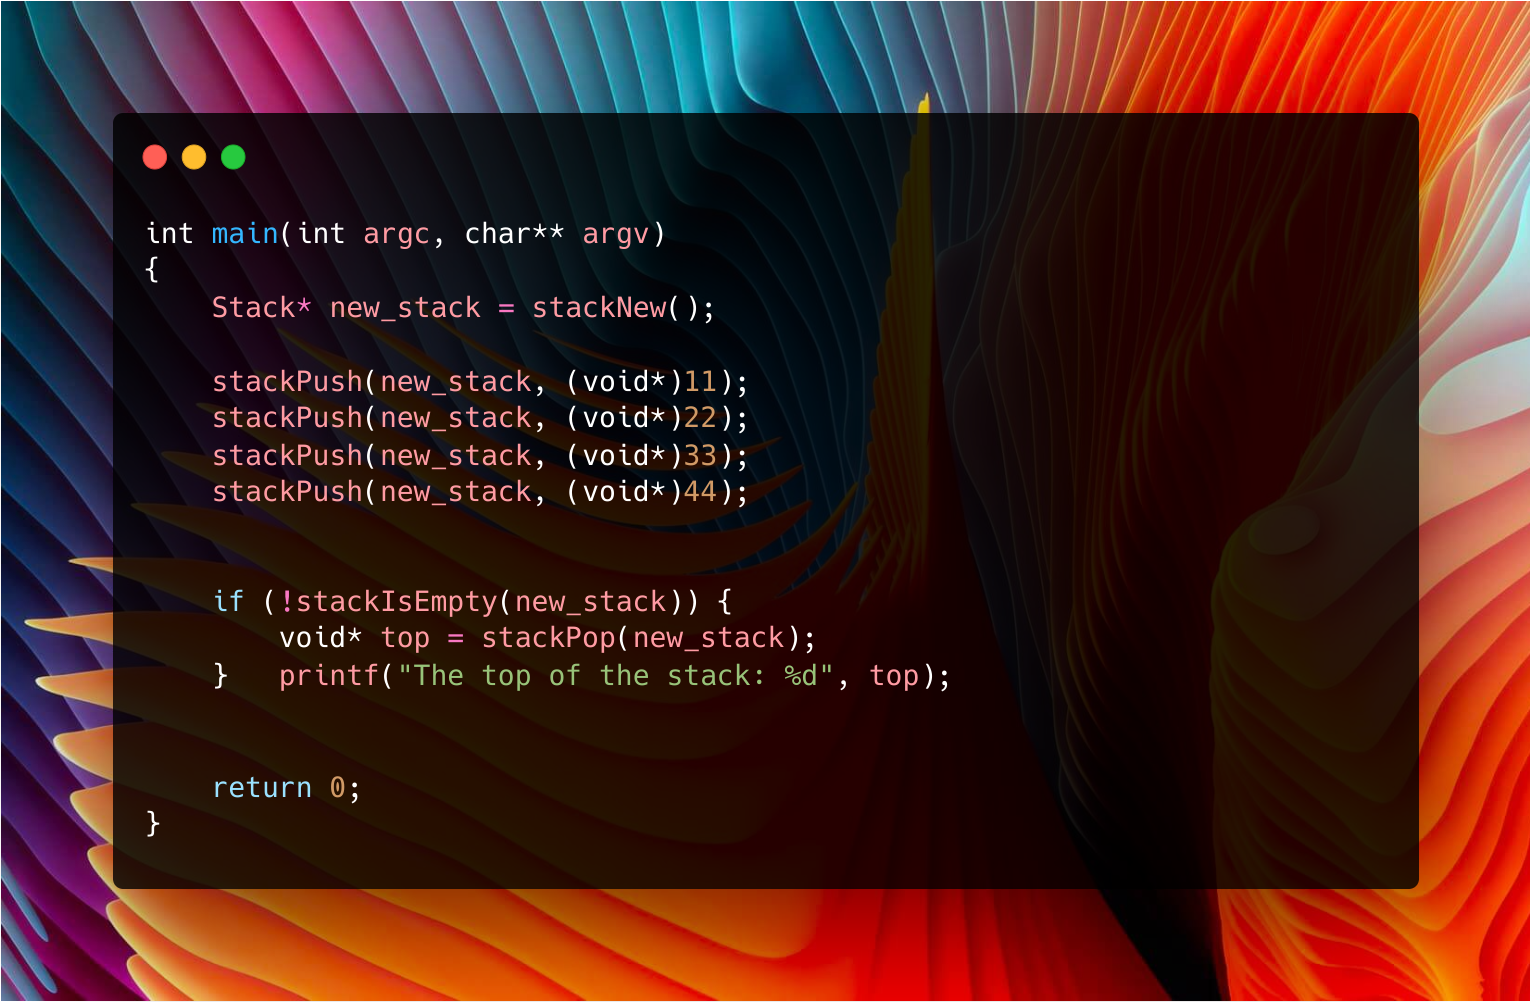 int main(int argc, char** argv)
{
    Stack* new_stack = stackNew();
    stackPush(new_stack, (void*)11);
    stackPush(new_stack, (void*)22);
    stackPush(new_stack, (void*)33);
    stackPush(new_stack, (void*)44);
    if (!stackIsEmpty(new_stack)) {
        void* top = stackPop(new_stack);
    }   printf("The top of the stack: %d", top);
    return 0;
}